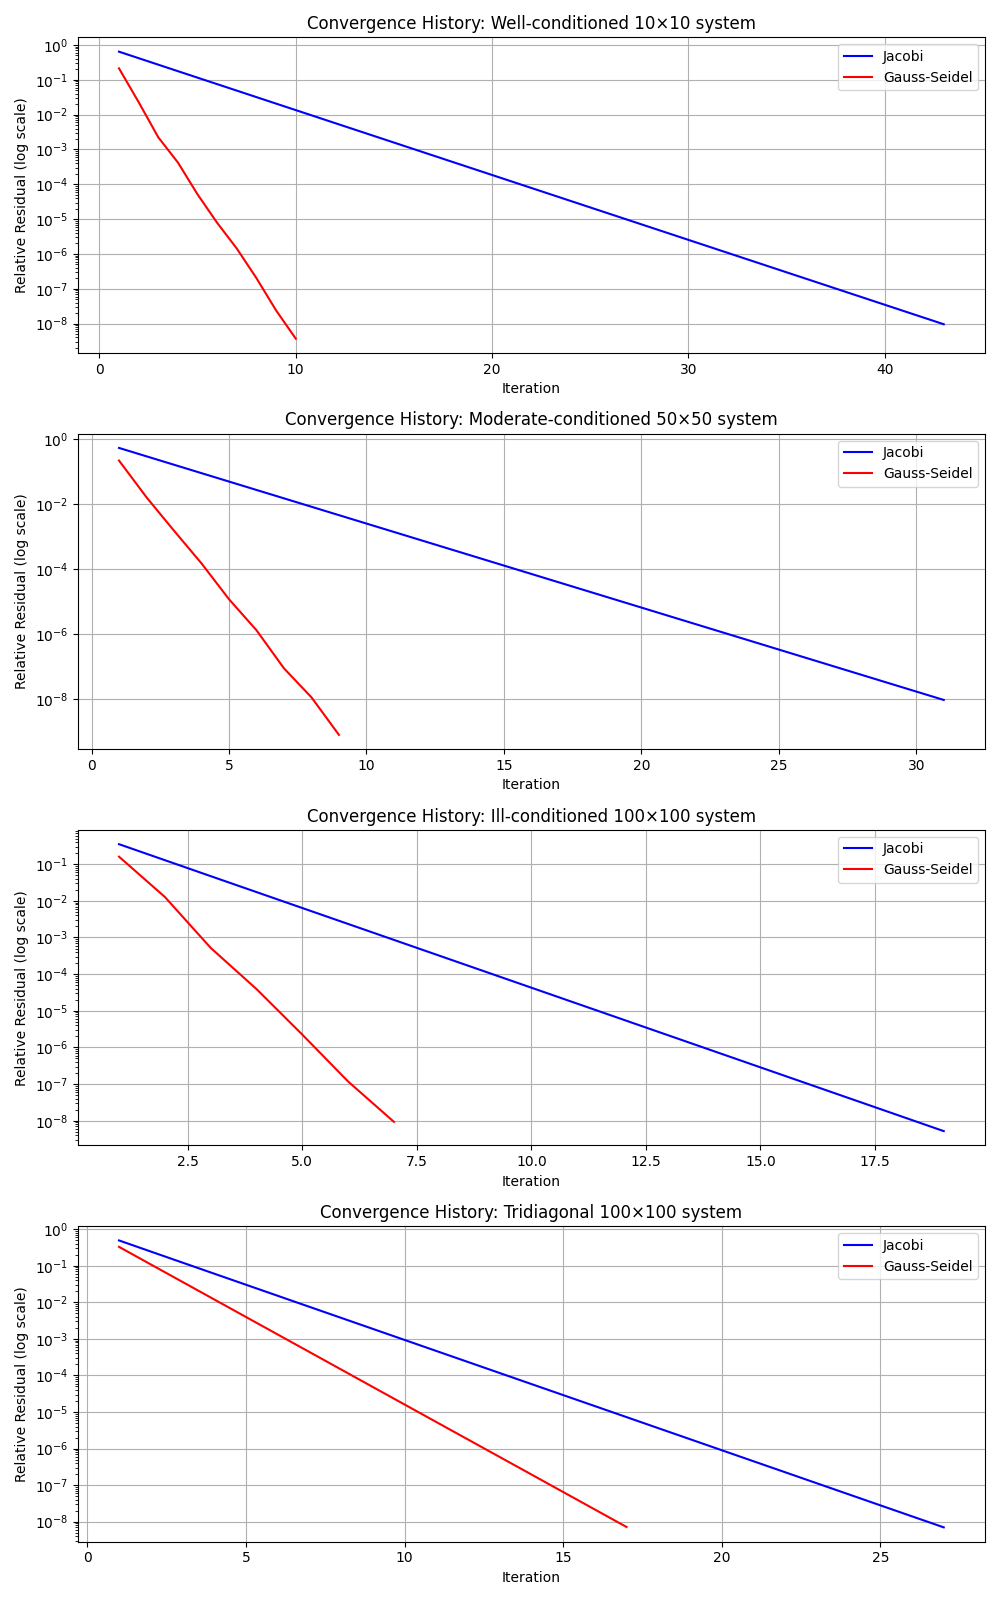 Convergence History: Well-conditioned 10×10 system
Relative Residual (log scale)
10⁰
10⁻¹
10⁻²
10⁻³
10⁻⁴
10⁻⁵
10⁻⁶
10⁻⁷
10⁻⁸
Jacobi
Gauss-Seidel
0 10 20 30 40
Iteration
Convergence History: Moderate-conditioned 50×50 system
Relative Residual (log scale)
10⁰
10⁻²
10⁻⁴
10⁻⁶
10⁻⁸
Jacobi
Gauss-Seidel
0 5 10 15 20 25 30
Iteration
Convergence History: Ill-conditioned 100×100 system
Relative Residual (log scale)
10⁻¹
10⁻²
10⁻³
10⁻⁴
10⁻⁵
10⁻⁶
10⁻⁷
10⁻⁸
Jacobi
Gauss-Seidel
2.5 5.0 7.5 10.0 12.5 15.0 17.5
Iteration
Convergence History: Tridiagonal 100×100 system
Relative Residual (log scale)
10⁰
10⁻¹
10⁻²
10⁻³
10⁻⁴
10⁻⁵
10⁻⁶
10⁻⁷
10⁻⁸
Jacobi
Gauss-Seidel
0 5 10 15 20 25
Iteration